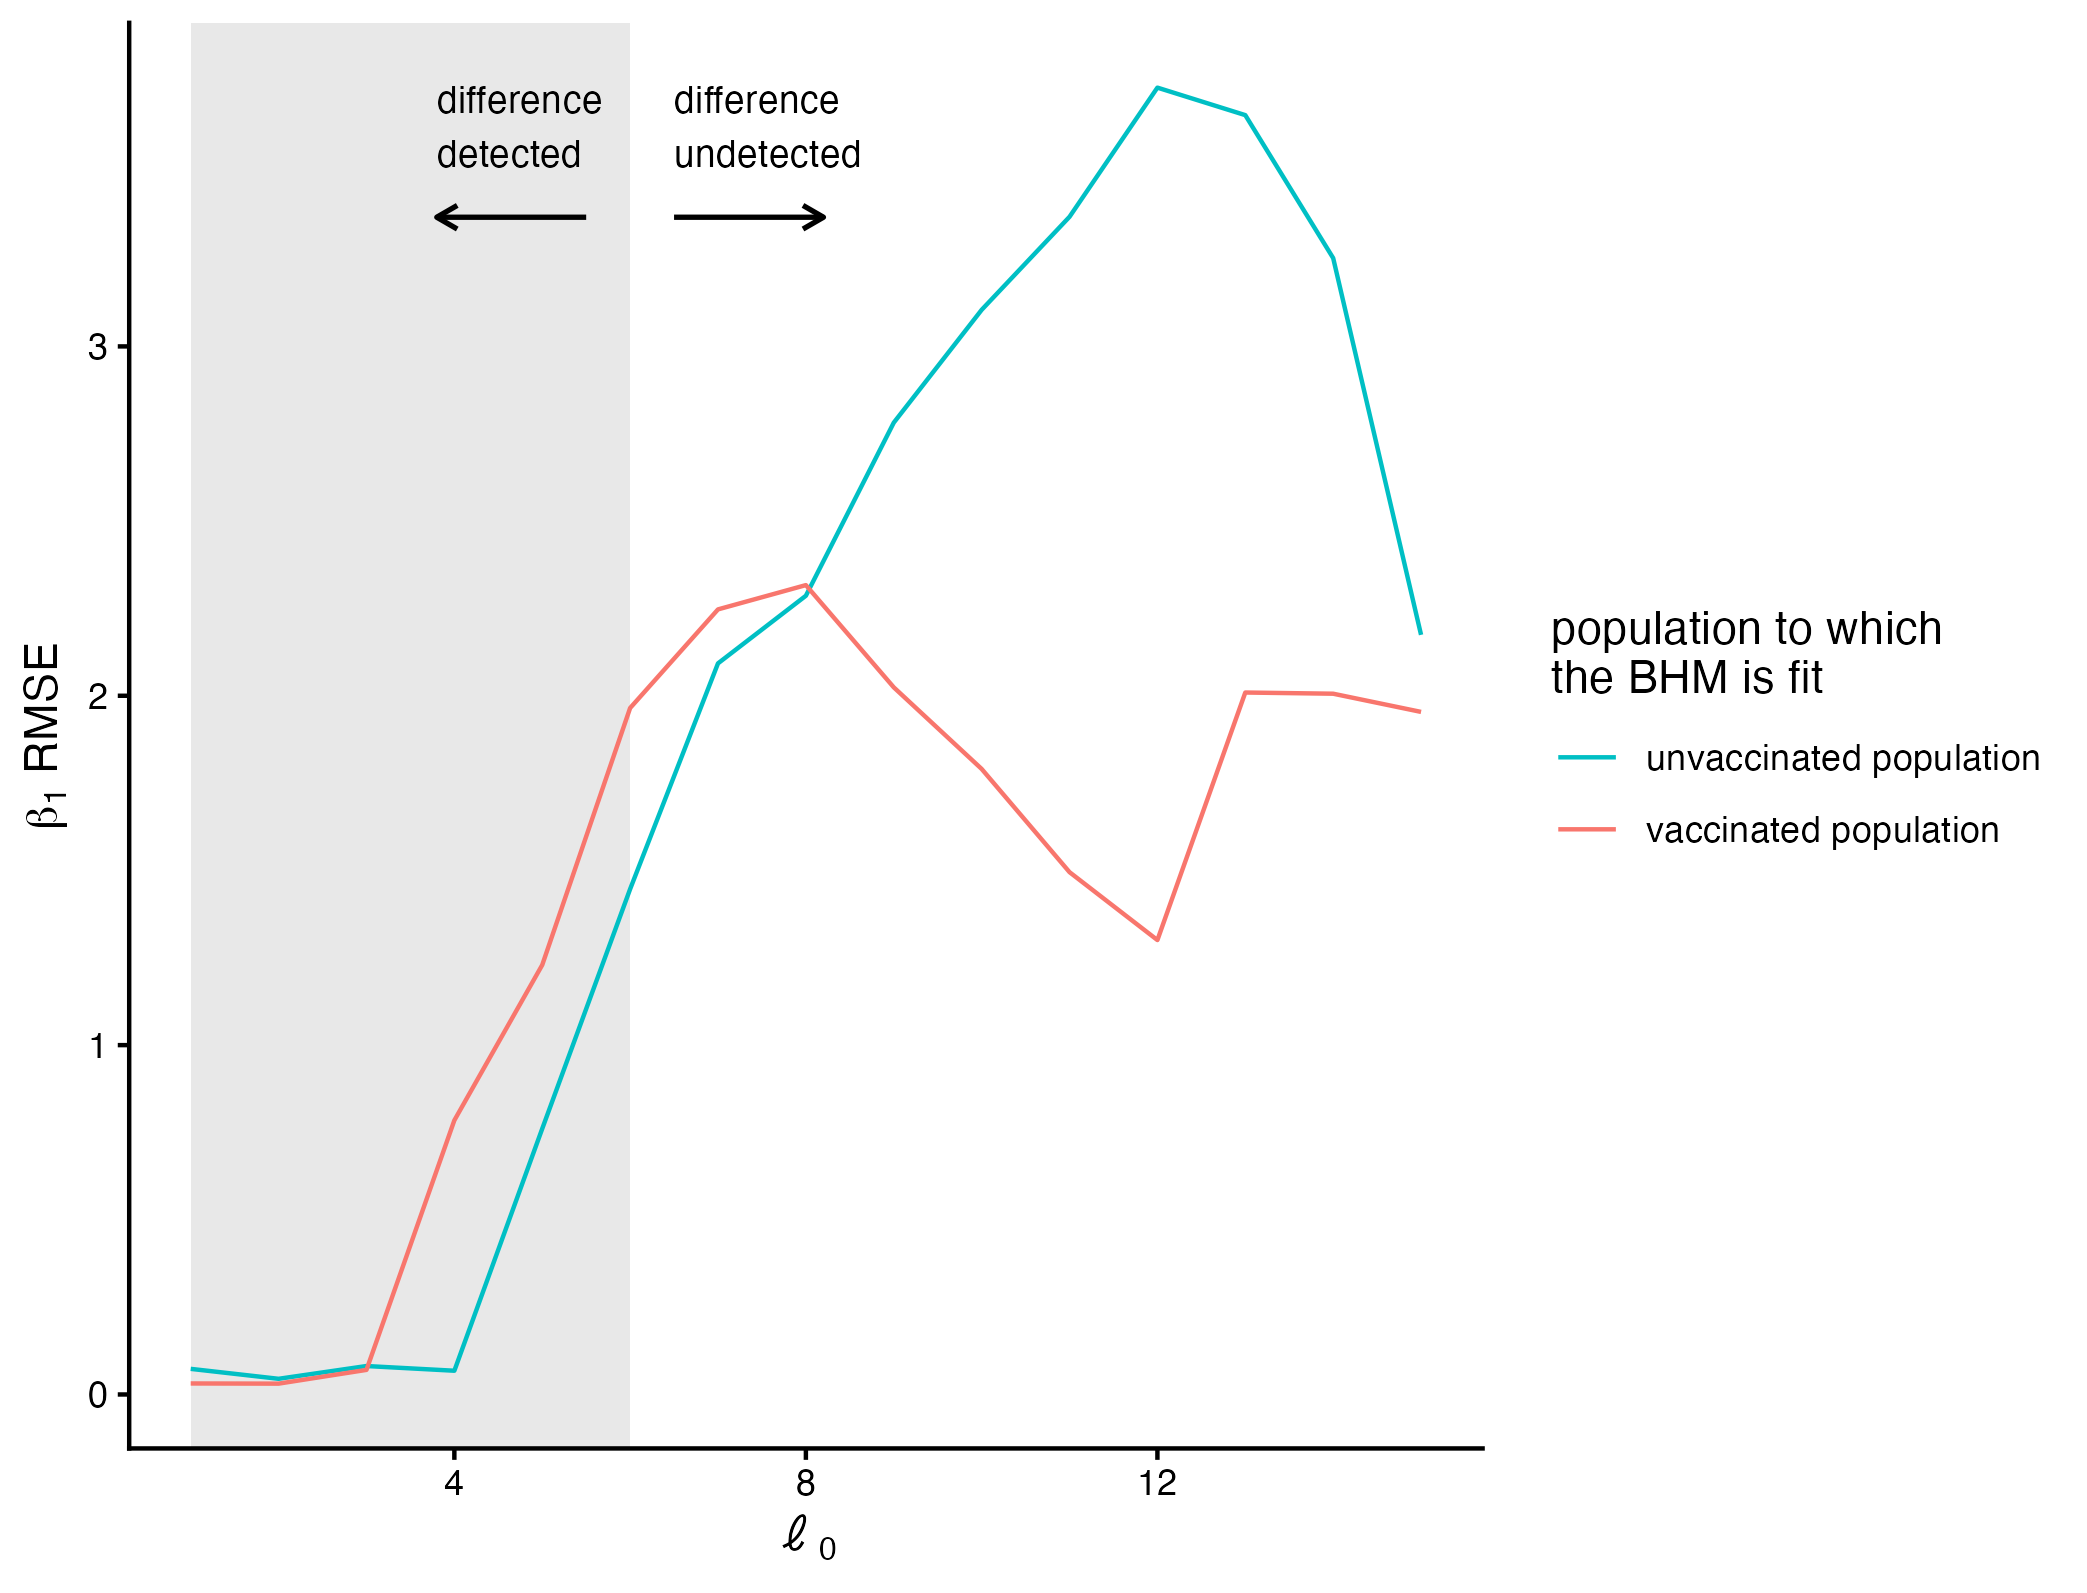 difference
detected
difference
undetected
3
2
1
0
β1 RMSE
4
8
12
ℓ0
population to which
the BHM is fit
unvaccinated population
vaccinated population